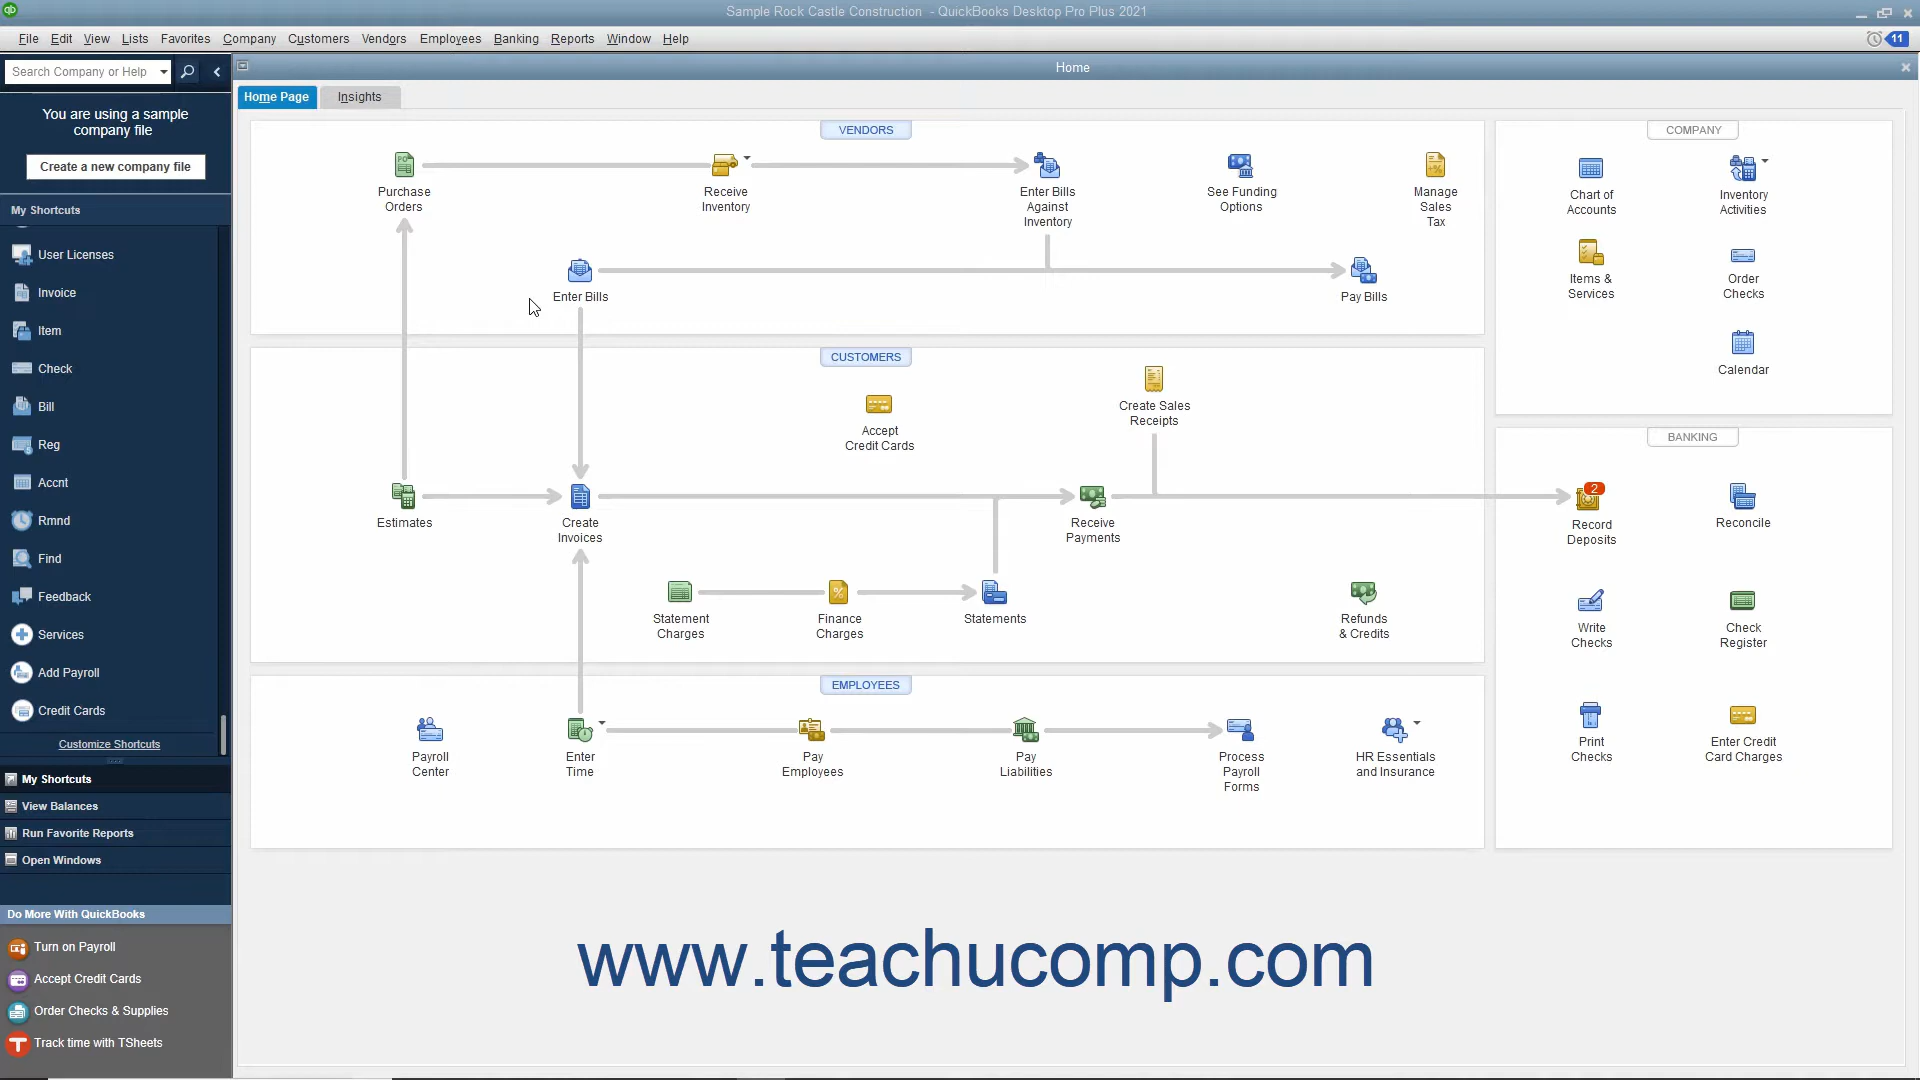 Sample Rock Castle Construction - QuickBooks Desktop Pro Plus 2021
File Edit View Lists Favorites Company Customers Vendors Employees Banking Reports Window Help
11
Search Company or Help
Home
You are using a sample
company file
Create a new company file
My Shortcuts
User Licenses
Invoice
Item
Check
Bill
Reg
Accnt
Rmnd
Find
Feedback
Services
Add Payroll
Credit Cards
Customize Shortcuts
My Shortcuts
View Balances
Run Favorite Reports
Open Windows
Do More With QuickBooks
Turn on Payroll
Accept Credit Cards
Order Checks & Supplies
Track time with TSheets
Home Page
Insights
VENDORS
Purchase
Orders
Receive
Inventory
Enter Bills
Against
Inventory
See Funding
Options
Manage
Sales
Tax
Enter Bills
Pay Bills
CUSTOMERS
Accept
Credit Cards
Create Sales
Receipts
Estimates
Create
Invoices
Receive
Payments
Statement
Charges
Finance
Charges
Statements
Refunds
& Credits
EMPLOYEES
Payroll
Center
Enter
Time
Pay
Employees
Pay
Liabilities
Process
Payroll
Forms
HR Essentials
and Insurance
COMPANY
Chart of
Accounts
Inventory
Activities
Items &
Services
Order
Checks
Calendar
BANKING
2
Record
Deposits
Reconcile
Write
Checks
Check
Register
Print
Checks
Enter Credit
Card Charges
www.teachucomp.com